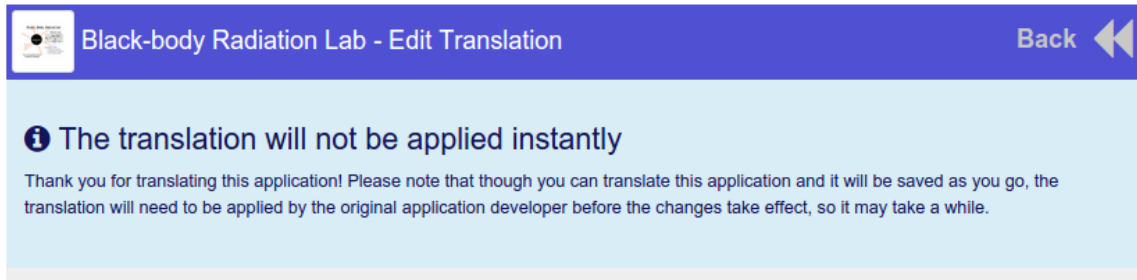 Black-body Radiation Lab - Edit Translation
Back
The translation will not be applied instantly
Thank you for translating this application! Please note that though you can translate this application and it will be saved as you go, the
translation will need to be applied by the original application developer before the changes take effect, so it may take a while.